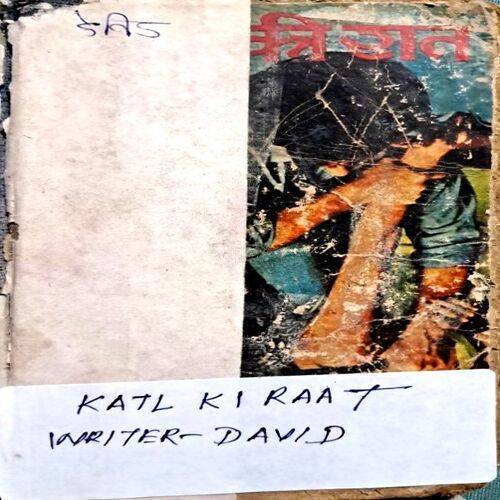 डेविड
की रात
KATL KI RAAT
WRITER- DAVID